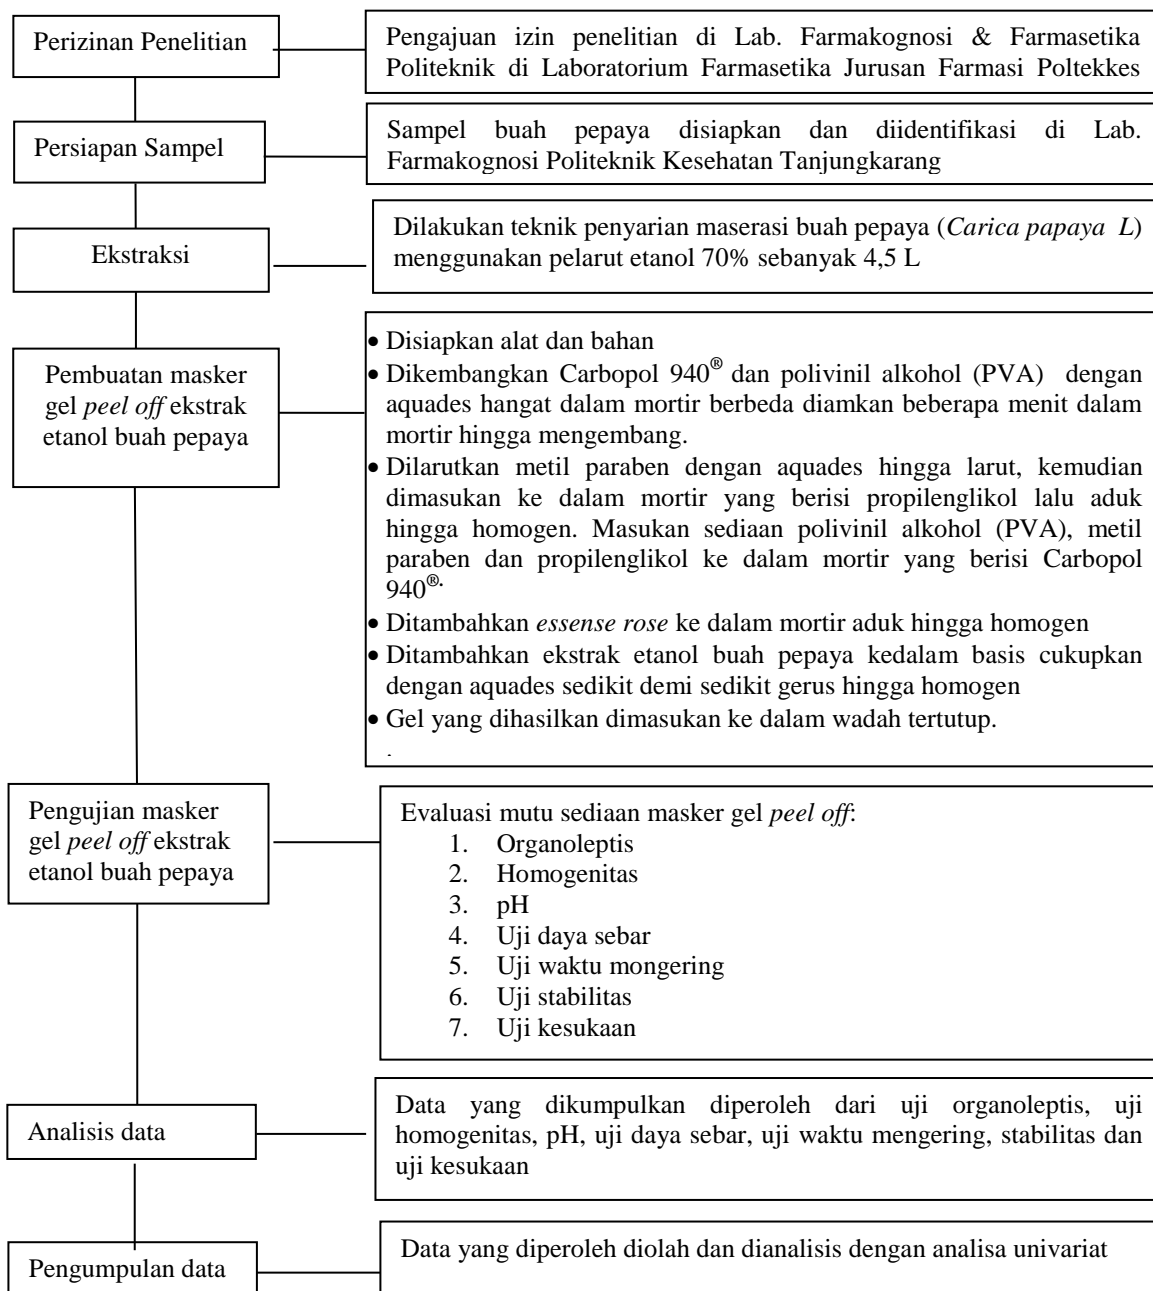 Perizinan Penelitian
Pengajuan izin penelitian di Lab. Farmakognosi & Farmasetika
Politeknik di Laboratorium Farmasetika Jurusan Farmasi Poltekkes
Persiapan Sampel
Sampel buah pepaya disiapkan dan diidentifikasi di Lab.
Farmakognosi Politeknik Kesehatan Tanjungkarang
Ekstraksi
Dilakukan teknik penyarian maserasi buah pepaya (Carica papaya L)
menggunakan pelarut etanol 70% sebanyak 4,5 L
Pembuatan masker
gel peel off ekstrak
etanol buah pepaya
• Disiapkan alat dan bahan
• Dikembangkan Carbopol 940® dan polivinil alkohol (PVA) dengan
aquades hangat dalam mortir berbeda diamkan beberapa menit dalam
mortir hingga mengembang.
• Dilarutkan metil paraben dengan aquades hingga larut, kemudian
dimasukan ke dalam mortir yang berisi propilenglikol lalu aduk
hingga homogen. Masukan sediaan polivinil alkohol (PVA), metil
paraben dan propilenglikol ke dalam mortir yang berisi Carbopol
940®.
• Ditambahkan essense rose ke dalam mortir aduk hingga homogen
• Ditambahkan ekstrak etanol buah pepaya kedalam basis cukupkan
dengan aquades sedikit demi sedikit gerus hingga homogen
• Gel yang dihasilkan dimasukan ke dalam wadah tertutup.
.
Pengujian masker
gel peel off ekstrak
etanol buah pepaya
Evaluasi mutu sediaan masker gel peel off:
1. Organoleptis
2. Homogenitas
3. pH
4. Uji daya sebar
5. Uji waktu mongering
6. Uji stabilitas
7. Uji kesukaan
Analisis data
Data yang dikumpulkan diperoleh dari uji organoleptis, uji
homogenitas, pH, uji daya sebar, uji waktu mengering, stabilitas dan
uji kesukaan
Pengumpulan data
Data yang diperoleh diolah dan dianalisis dengan analisa univariat